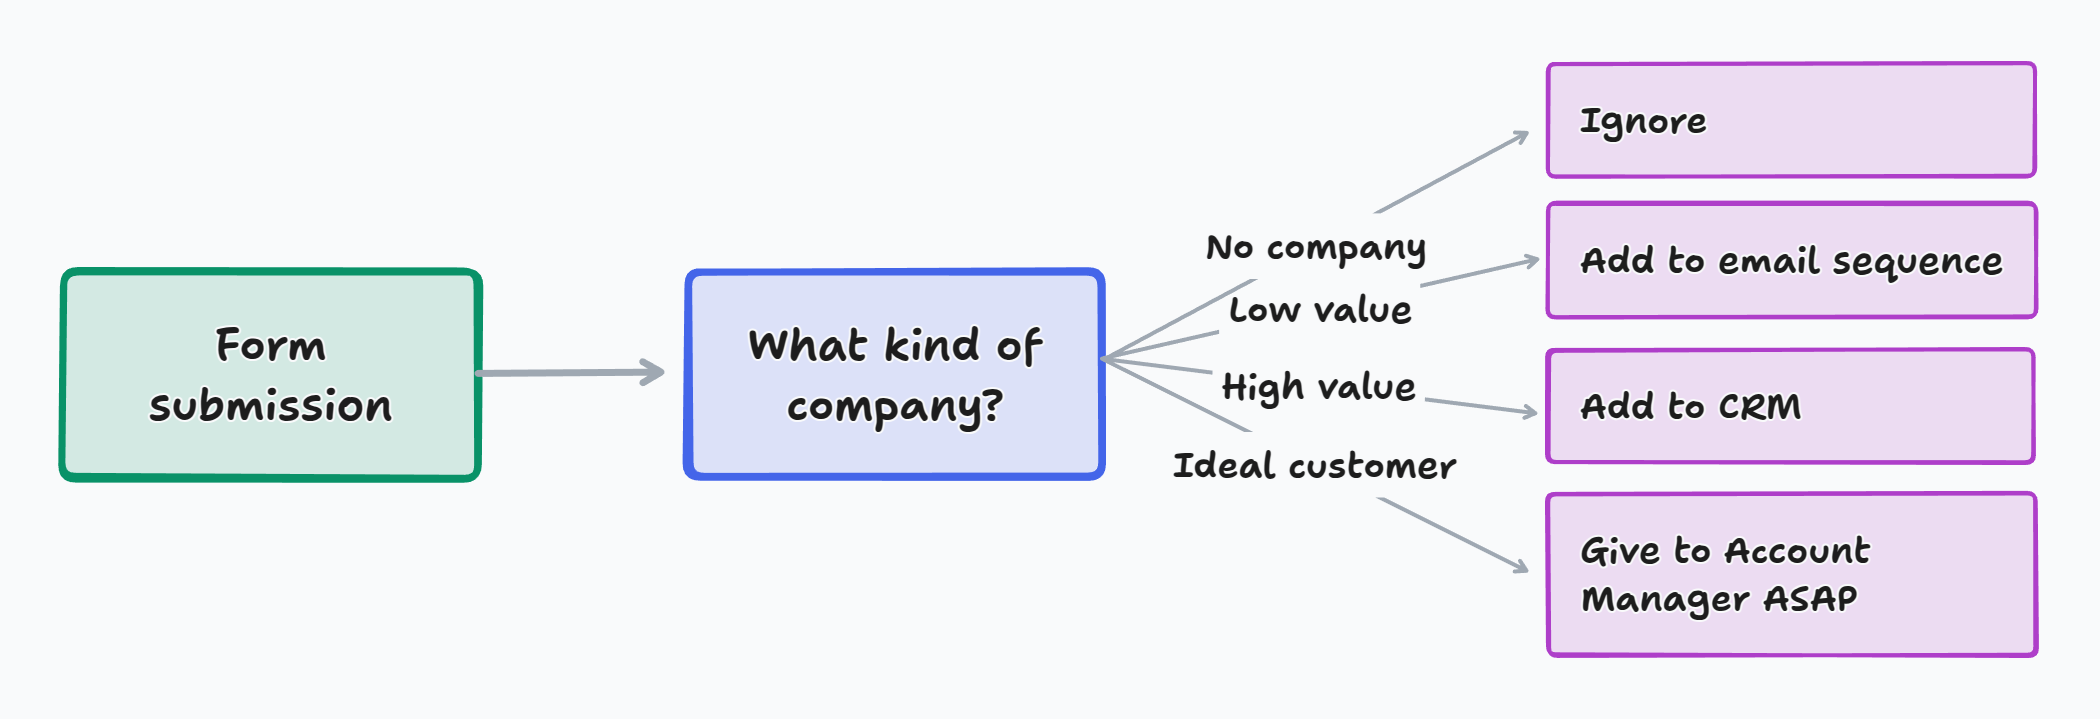 Form
submission
What kind of
company?
No company
Low value
High value
Ideal customer
Ignore
Add to email sequence
Add to CRM
Give to Account
Manager ASAP